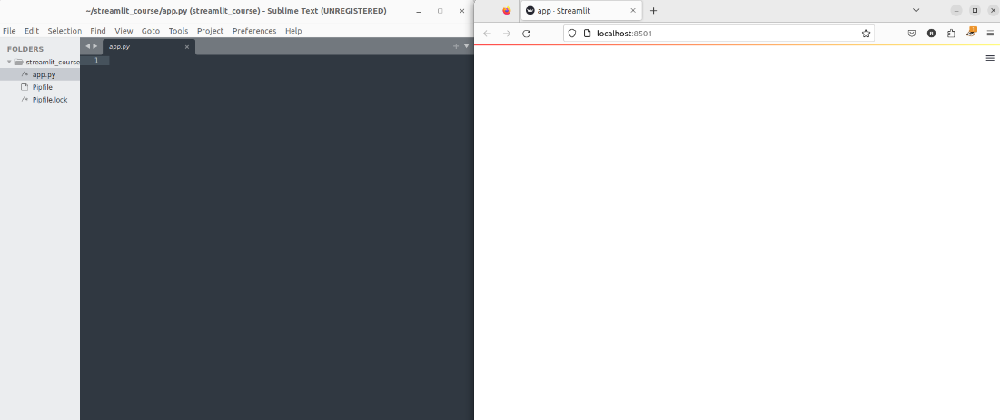 ~/streamlit_course/app.py (streamlit_course) - Sublime Text (UNREGISTERED)
File Edit Selection Find View Goto Tools Project Preferences Help
FOLDERS
streamlit_course
app.py
Pipfile
Pipfile.lock
app.py
1
app · Streamlit
localhost:8501